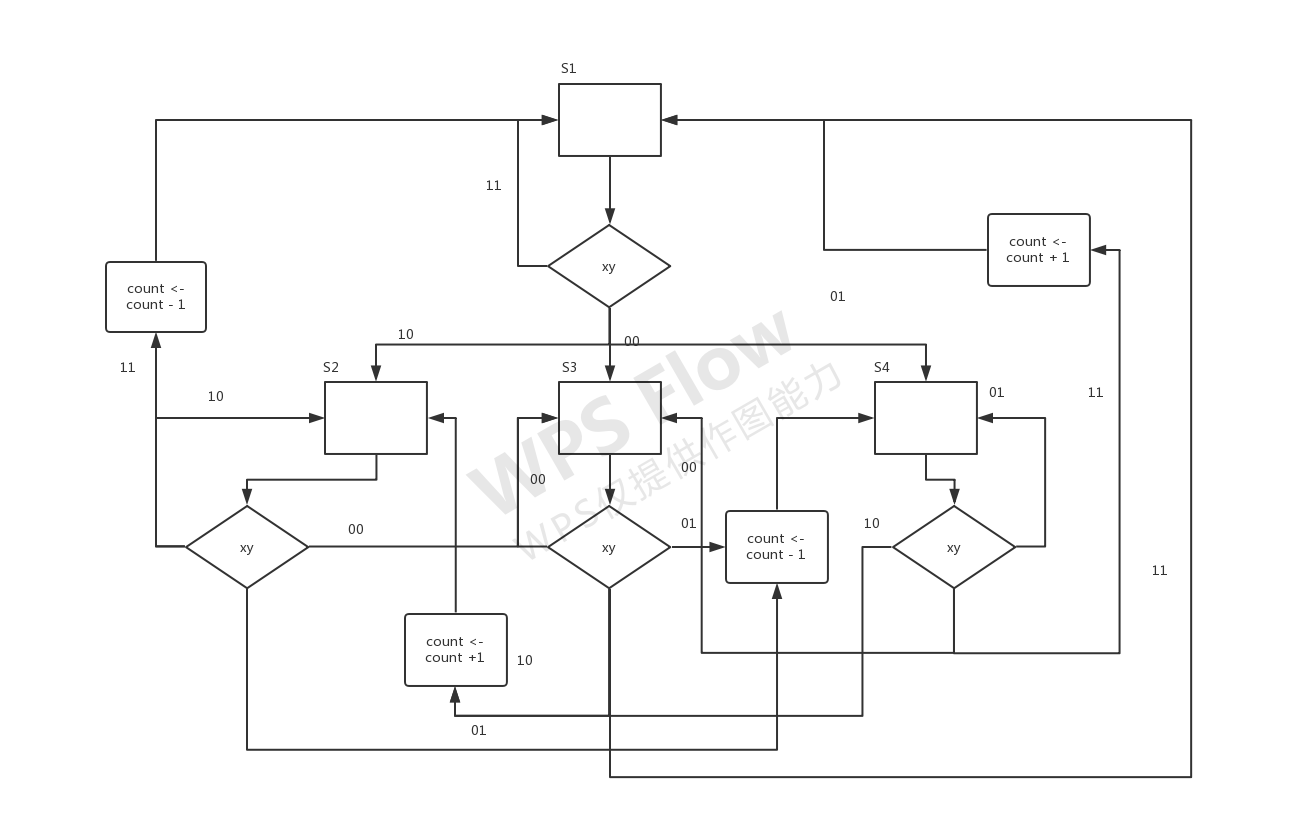 S1
11
xy
count <-
count + 1
count <-
count - 1
01
10
00
11
S2
S3
S4
10
01
11
WPS Flow
WPS仅提供作图能力
00
00
00
01
10
xy
xy
count <-
count - 1
xy
11
count <-
count +1
10
01